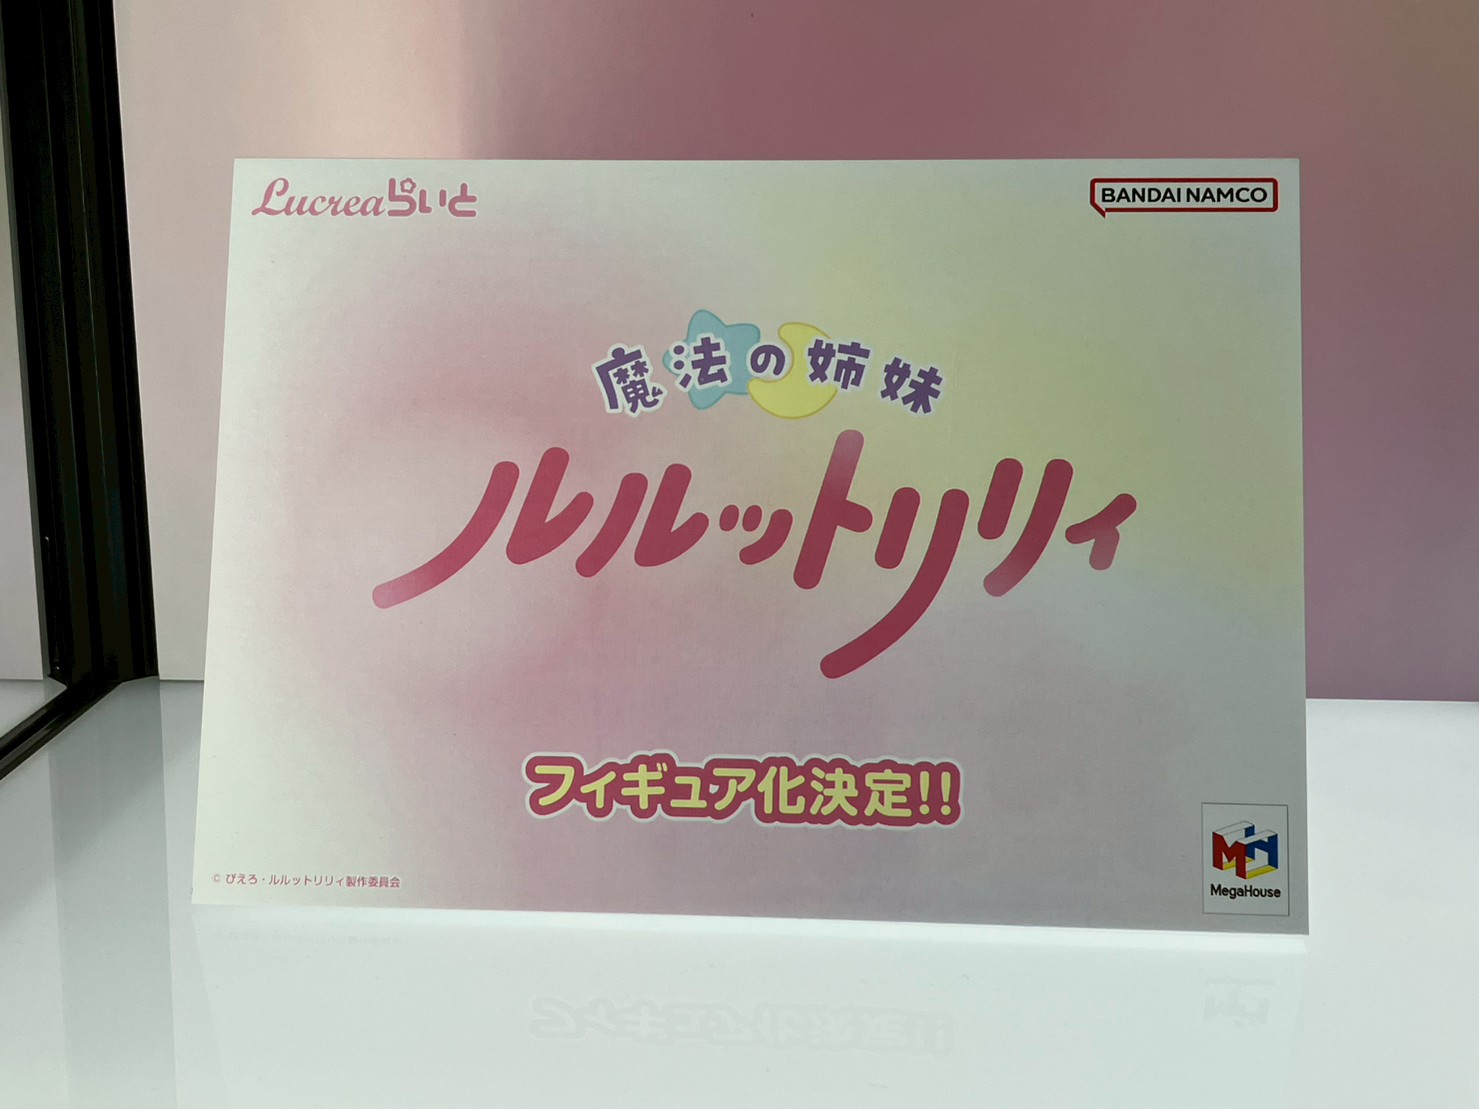 Lucreaらいと
BANDAI NAMCO
魔法の姉妹
ルルットリリィ
フィギュア化決定!!
© ぴえろ・ルルットリリィ製作委員会
MH
MegaHouse